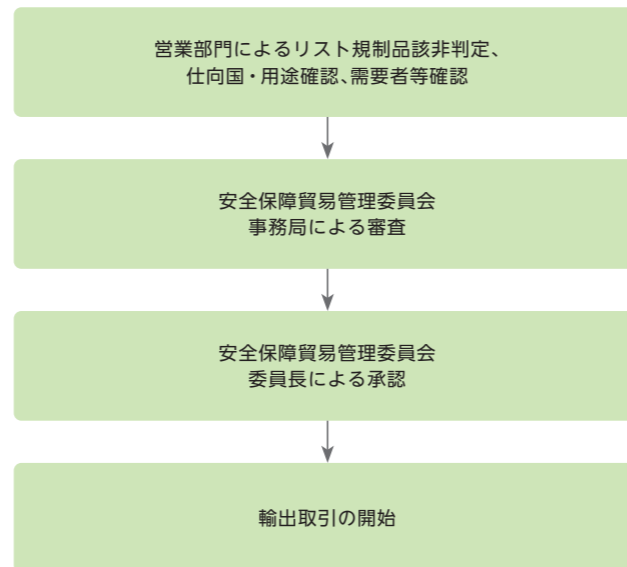 営業部門によるリスト規制品該非判定、
仕向国・用途確認、需要者等確認
安全保障貿易管理委員会
事務局による審査
安全保障貿易管理委員会
委員長による承認
輸出取引の開始